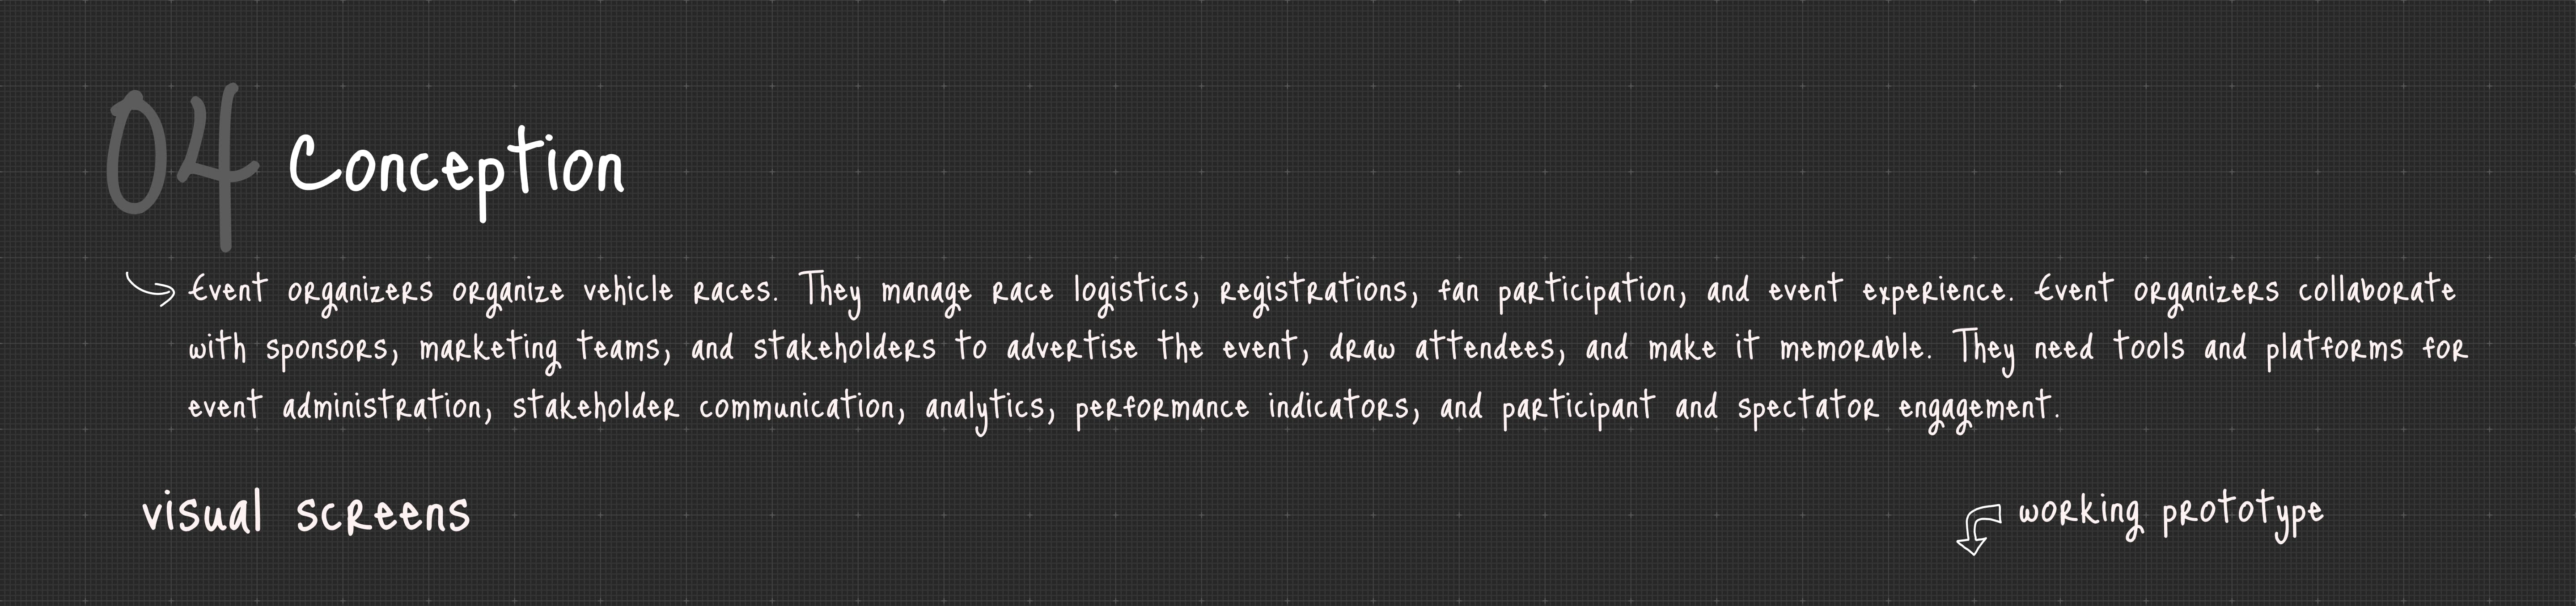 04 Conception
Event organizers organize vehicle races. They manage race logistics, registrations, fan participation, and event experience. Event organizers collaborate
with sponsors, marketing teams, and stakeholders to advertise the event, draw attendees, and make it memorable. They need tools and platforms for
event administration, stakeholder communication, analytics, performance indicators, and participant and spectator engagement.
visual screens
working prototype